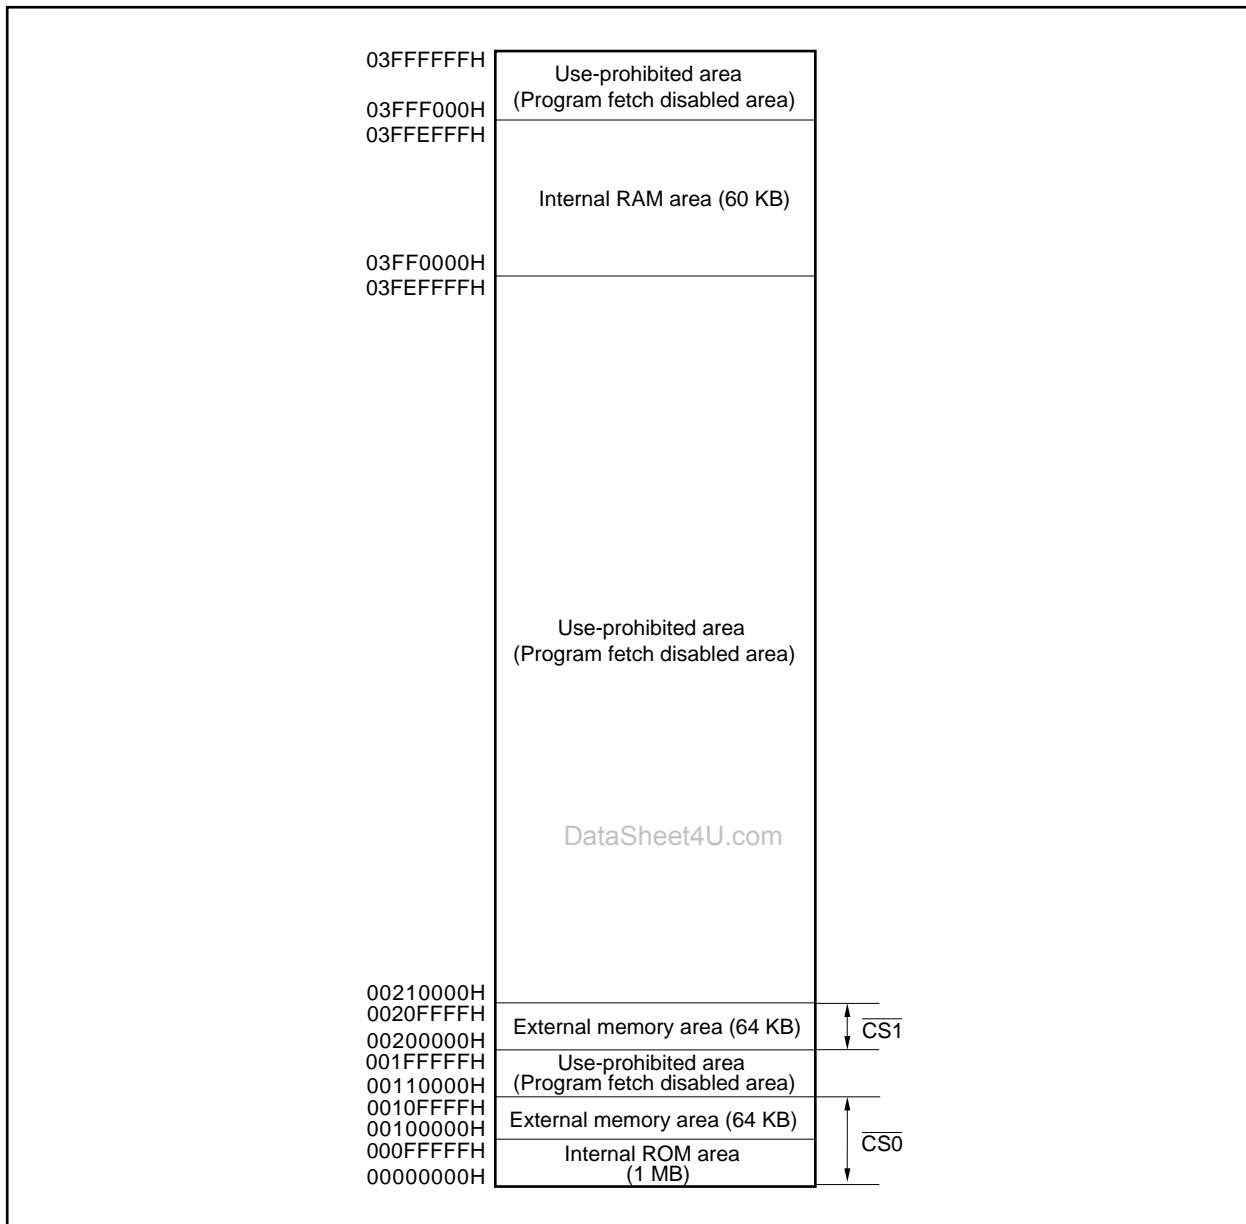 03FFFFFFH
Use-prohibited area
(Program fetch disabled area)
03FFF000H
03FFEFFFH
Internal RAM area (60 KB)
03FF0000H
03FEFFFFH
Use-prohibited area
(Program fetch disabled area)
DataSheet4U.com
00210000H
0020FFFFH
External memory area (64 KB)
CS1
00200000H
001FFFFFH
Use-prohibited area
(Program fetch disabled area)
00110000H
0010FFFFH
External memory area (64 KB)
00100000H
CS0
000FFFFFH
Internal ROM area
(1 MB)
00000000H